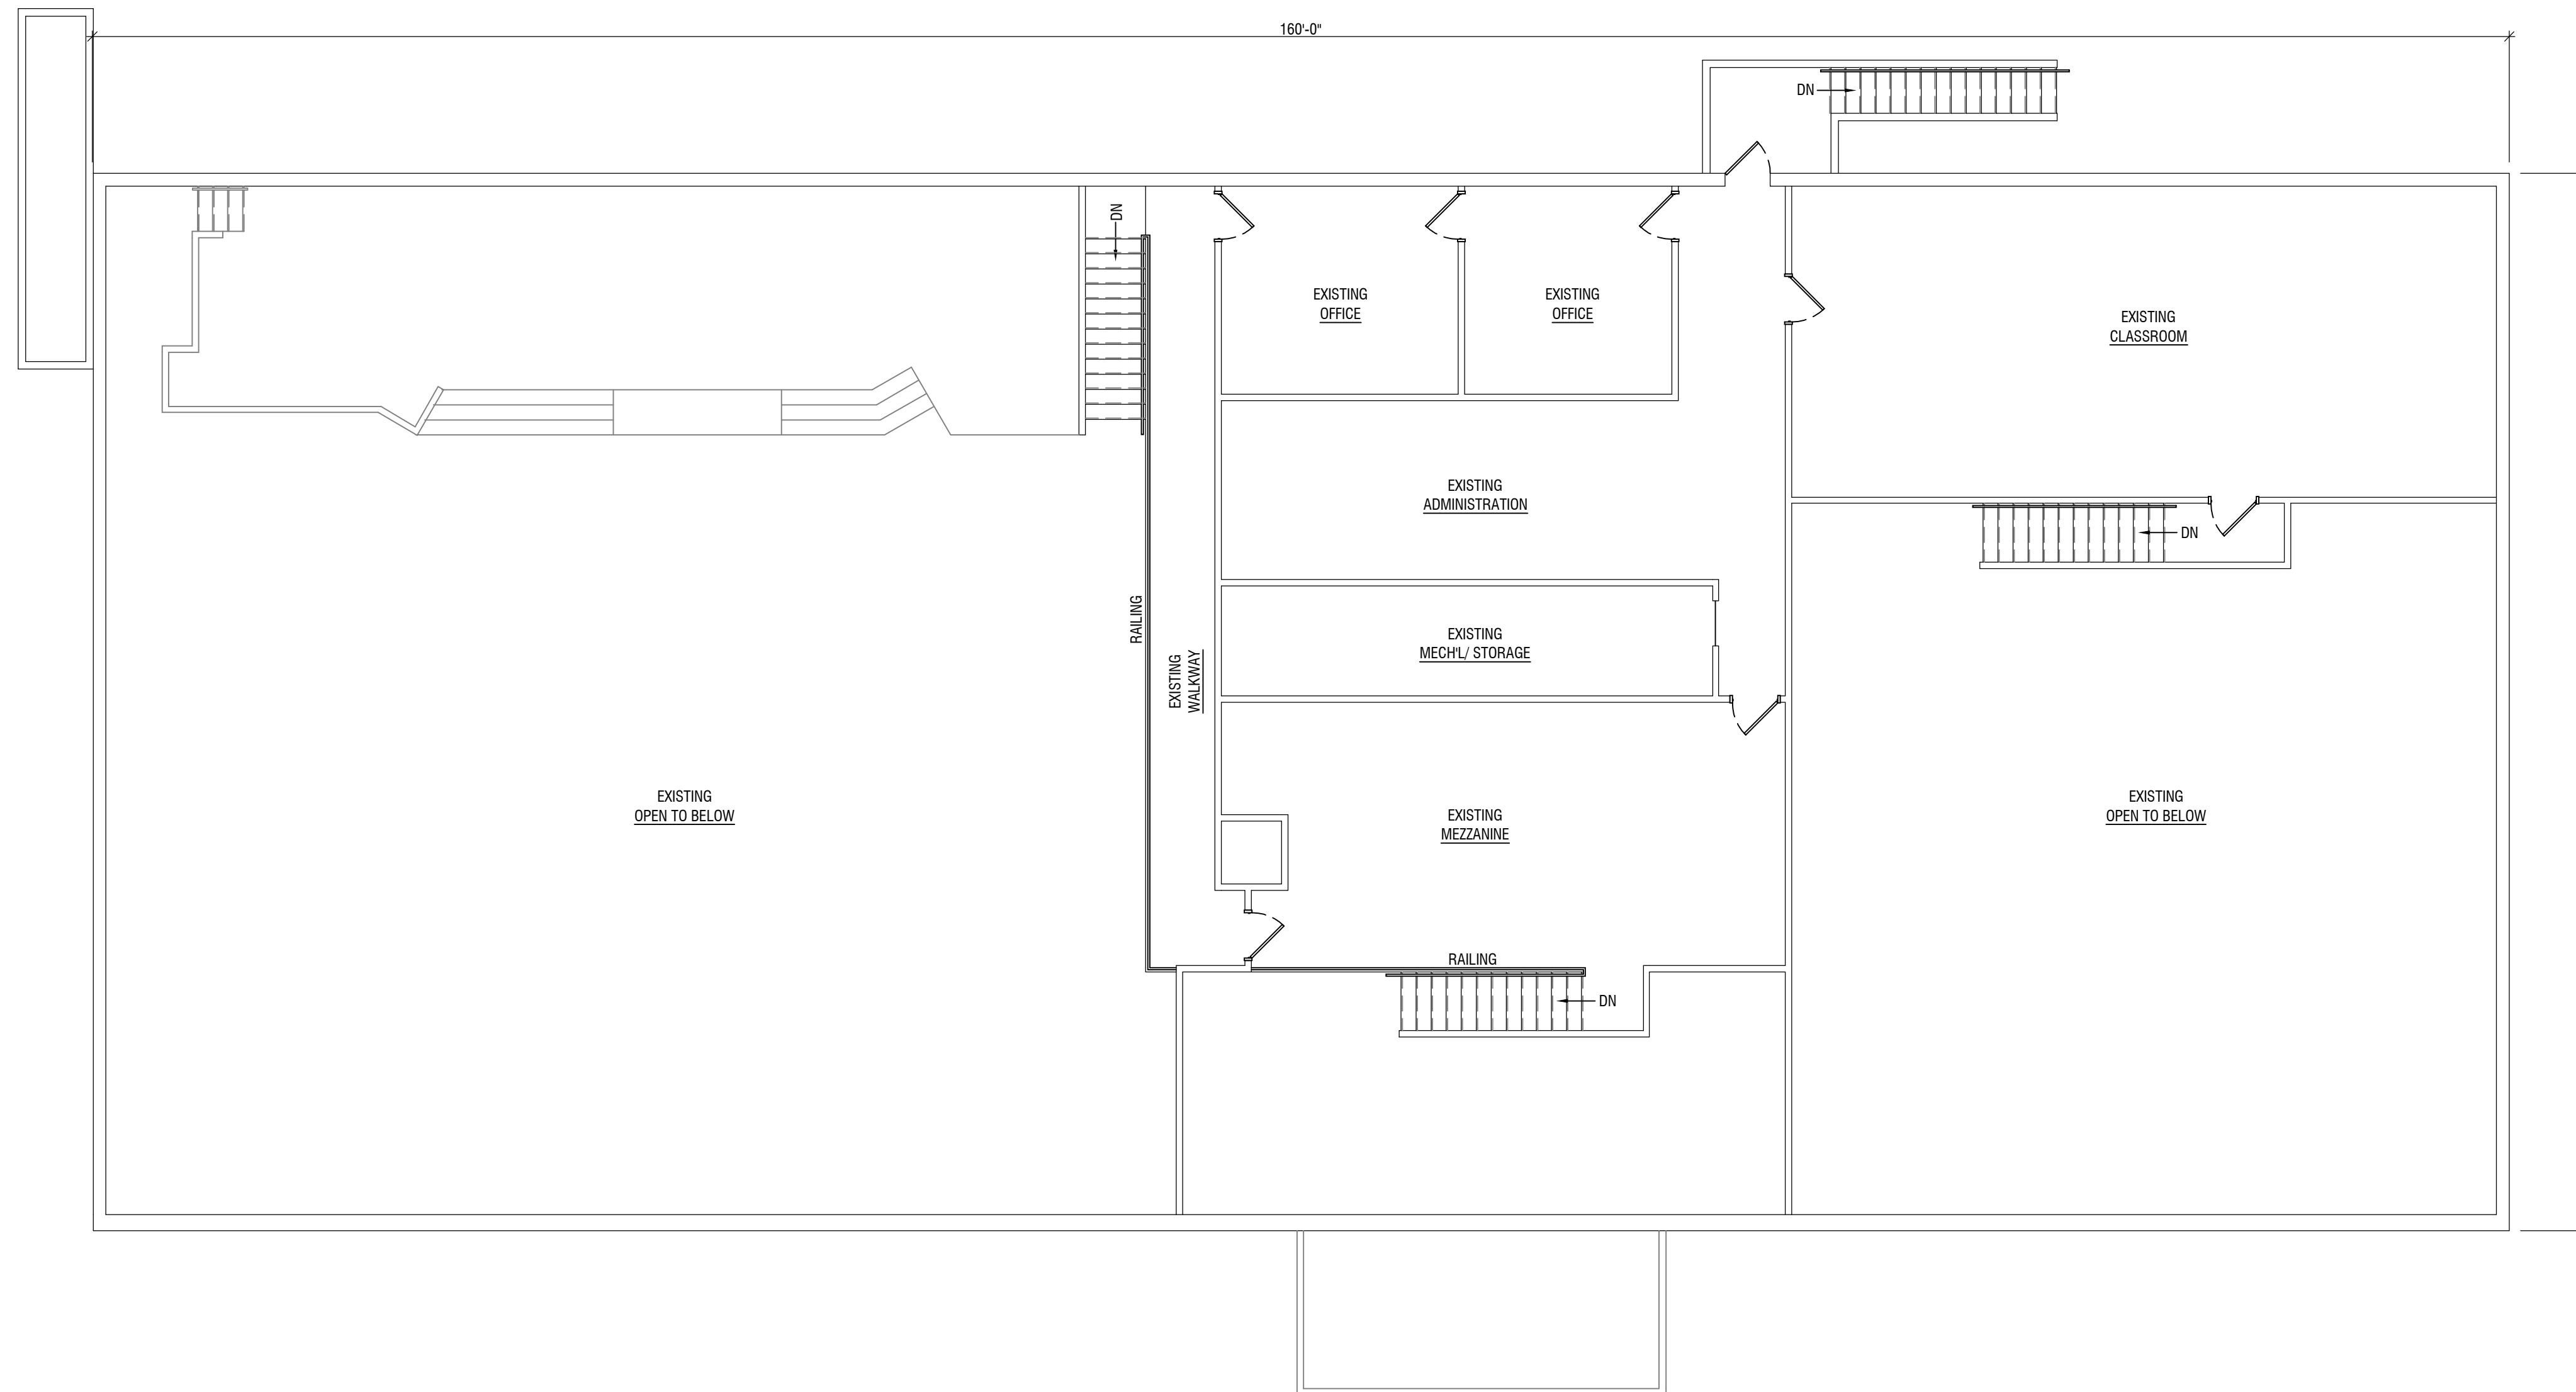 160'-0"
DN
DN
EXISTING
OFFICE
EXISTING
OFFICE
EXISTING
CLASSROOM
EXISTING
ADMINISTRATION
DN
RAILING
EXISTING
MECH'L/ STORAGE
EXISTING
WALKWAY
EXISTING
OPEN TO BELOW
EXISTING
MEZZANINE
EXISTING
OPEN TO BELOW
RAILING
DN